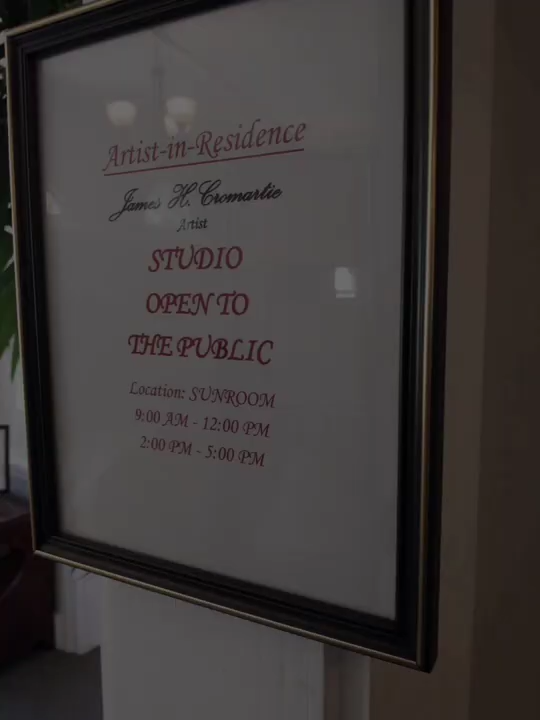 Artist-in-Residence
James H. Cromartie
Artist
STUDIO
OPEN TO
THE PUBLIC
Location: SUNROOM
9:00 AM - 12:00 PM
2:00 PM - 5:00 PM